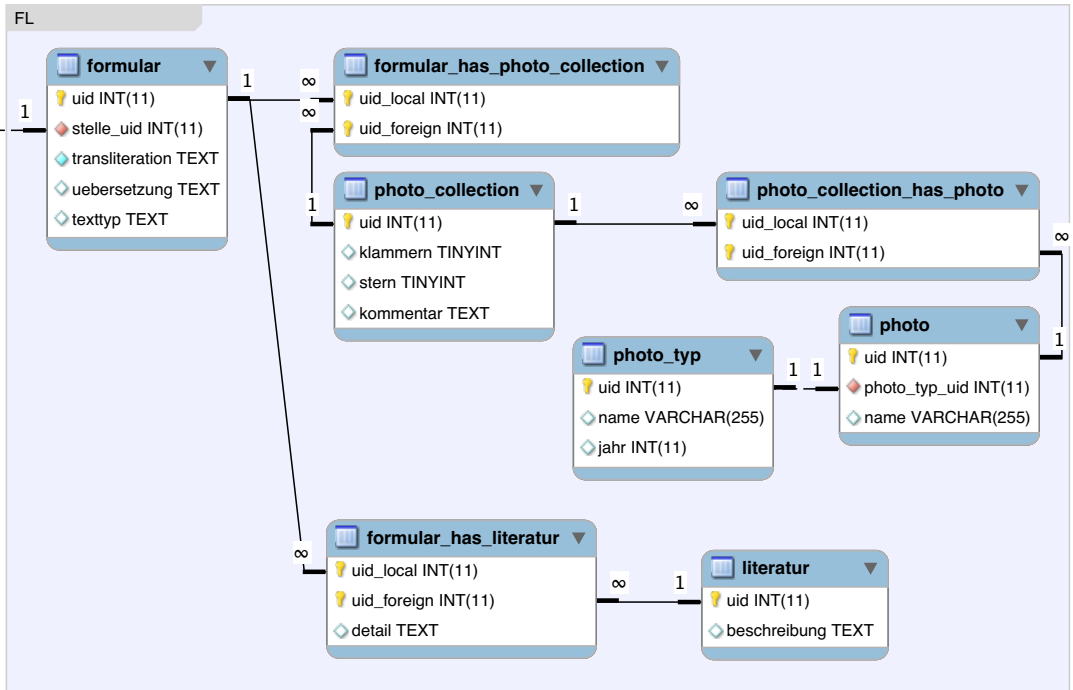 FL
formular
uid INT(11)
stelle_uid INT(11)
transliteration TEXT
uebersetzung TEXT
texttyp TEXT
1
1
∞
∞
formular_has_photo_collection
uid_local INT(11)
uid_foreign INT(11)
1
photo_collection
uid INT(11)
klammern TINYINT
stern TINYINT
kommentar TEXT
1
∞
photo_collection_has_photo
uid_local INT(11)
uid_foreign INT(11)
∞
1
photo
uid INT(11)
photo_typ_uid INT(11)
name VARCHAR(255)
photo_typ
uid INT(11)
name VARCHAR(255)
jahr INT(11)
1
1
∞
formular_has_literatur
uid_local INT(11)
uid_foreign INT(11)
detail TEXT
∞
1
literatur
uid INT(11)
beschreibung TEXT